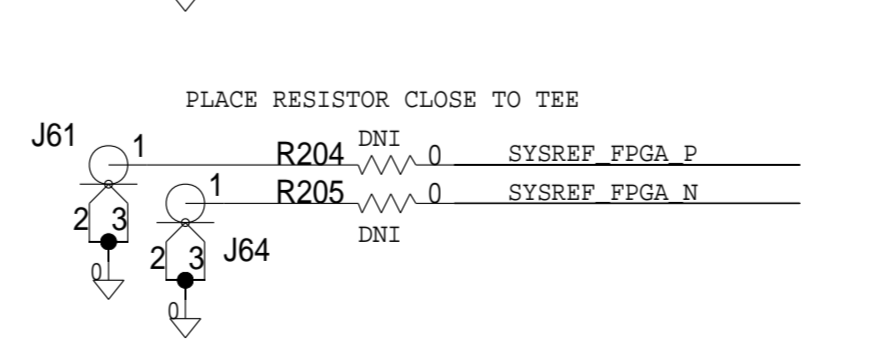 PLACE RESISTOR CLOSE TO TEE
J61 1 R204 DNI 0 SYSREF_FPGA_P
1 R205 DNI 0 SYSREF_FPGA_N
2 3
2 3 J64
0
0